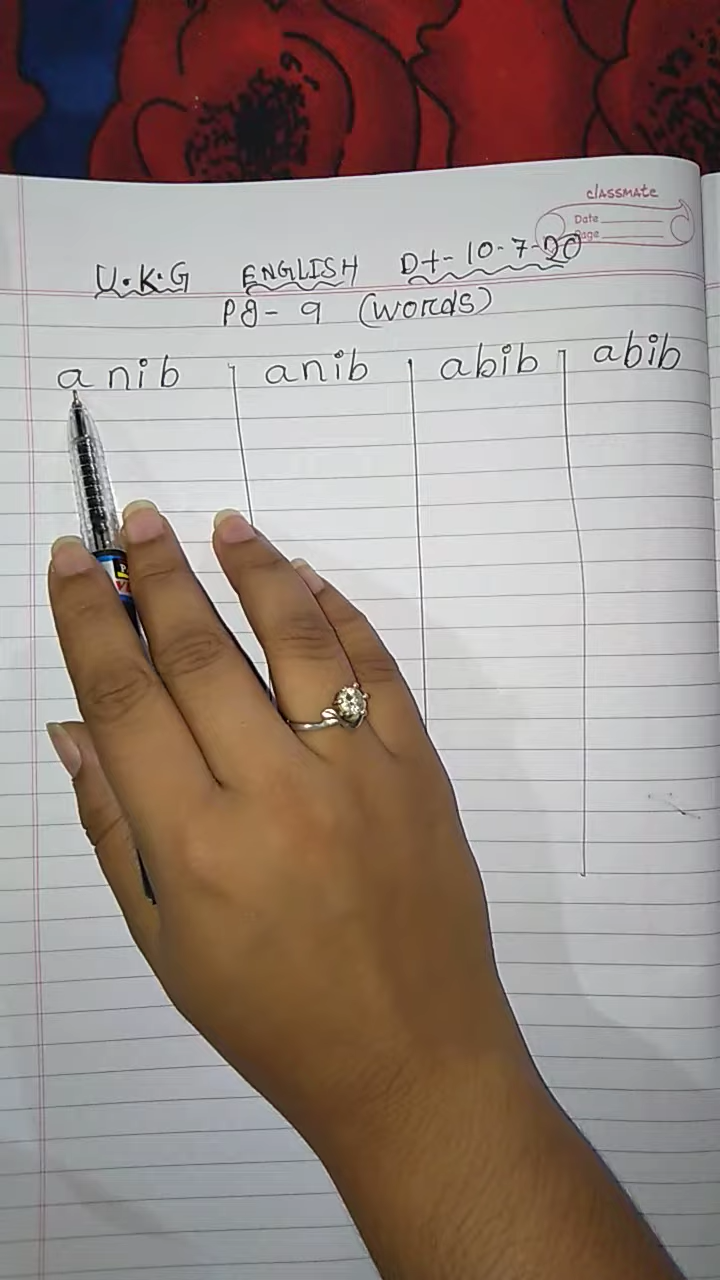 classmate
Date
Page
U.K.G ENGLISH Dt- 10-7-20
Pg- 9 (words)
a nib anib abib abib